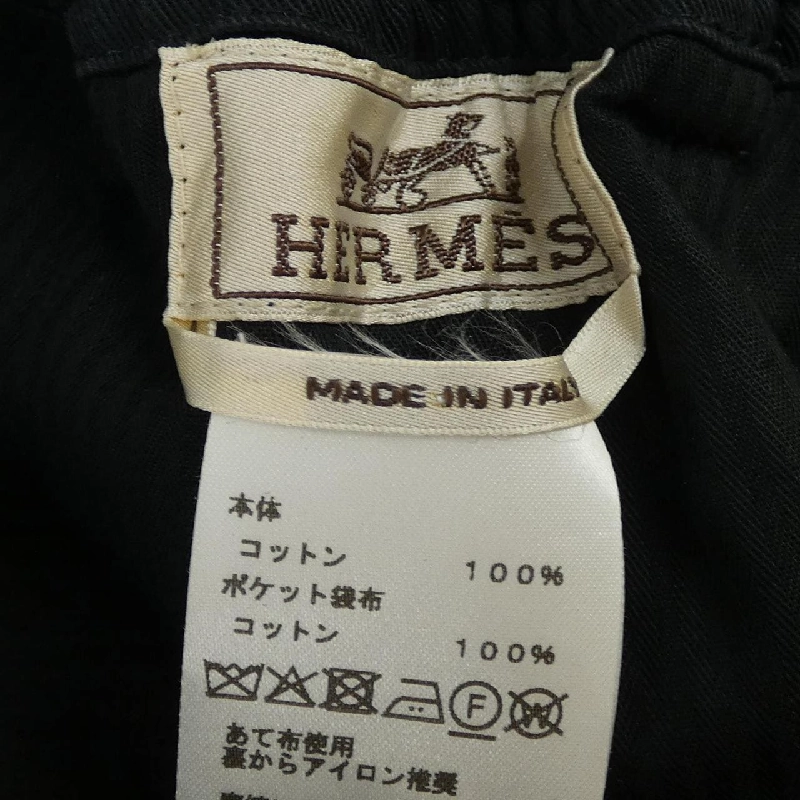 HERMÈS
MADE IN ITALY
本体
コットン 100%
ポケット袋布
コットン 100%
F W
あて布使用
裏からアイロン推奨